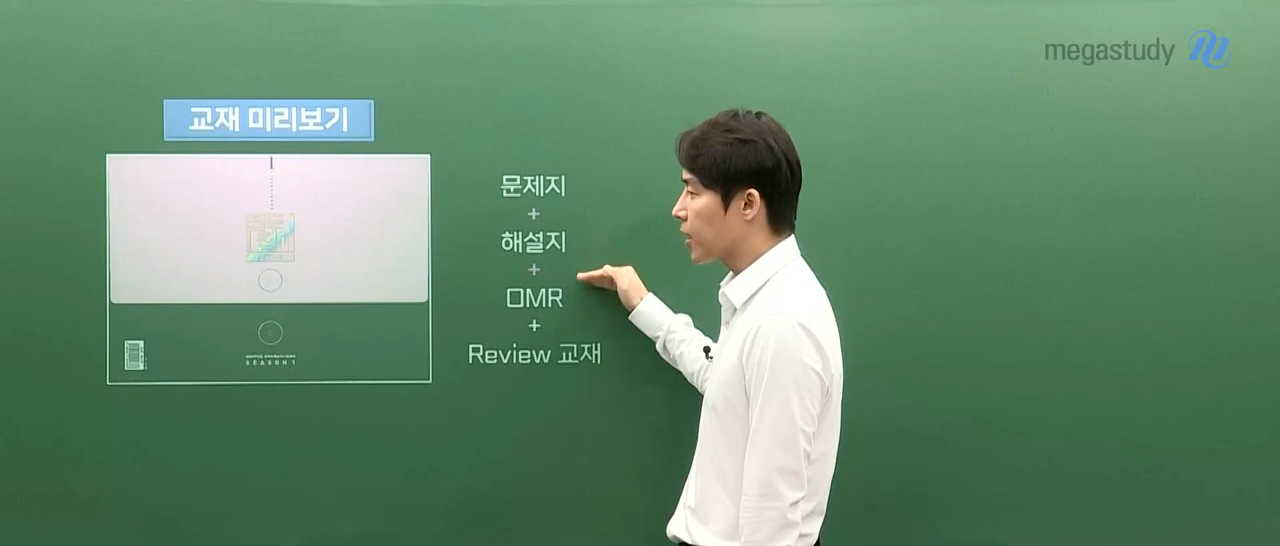 megastudy
교재 미리보기
문제지
+
해설지
+
OMR
+
Review 교재
SEASON 1